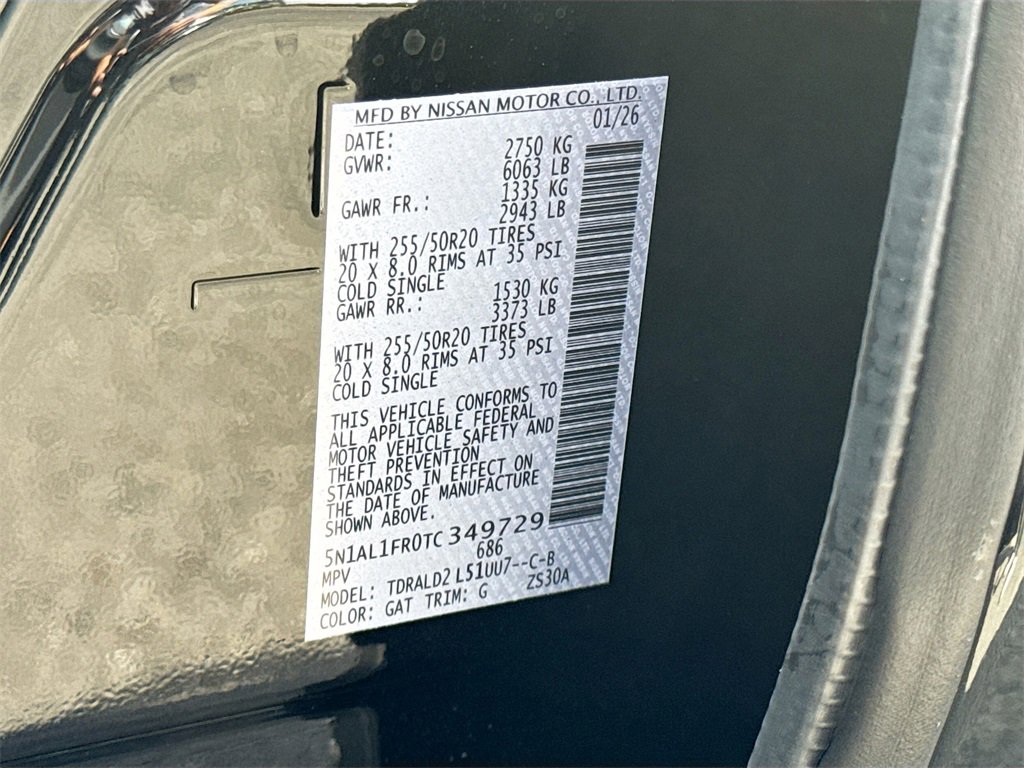 MFD BY NISSAN MOTOR CO., LTD.
DATE: 01/26
GVWR: 2750 KG
6063 LB
GAWR FR.: 1335 KG
2943 LB
WITH 255/50R20 TIRES
20 X 8.0 RIMS AT 35 PSI
COLD SINGLE
GAWR RR.: 1530 KG
3373 LB
WITH 255/50R20 TIRES
20 X 8.0 RIMS AT 35 PSI
COLD SINGLE
THIS VEHICLE CONFORMS TO
ALL APPLICABLE FEDERAL
MOTOR VEHICLE SAFETY AND
THEFT PREVENTION
STANDARDS IN EFFECT ON
THE DATE OF MANUFACTURE
SHOWN ABOVE.
5N1AL1FR0TC349729
MPV 686
MODEL: TDRALD2 L51UU7--C-B
COLOR: GAT TRIM: G ZS30A